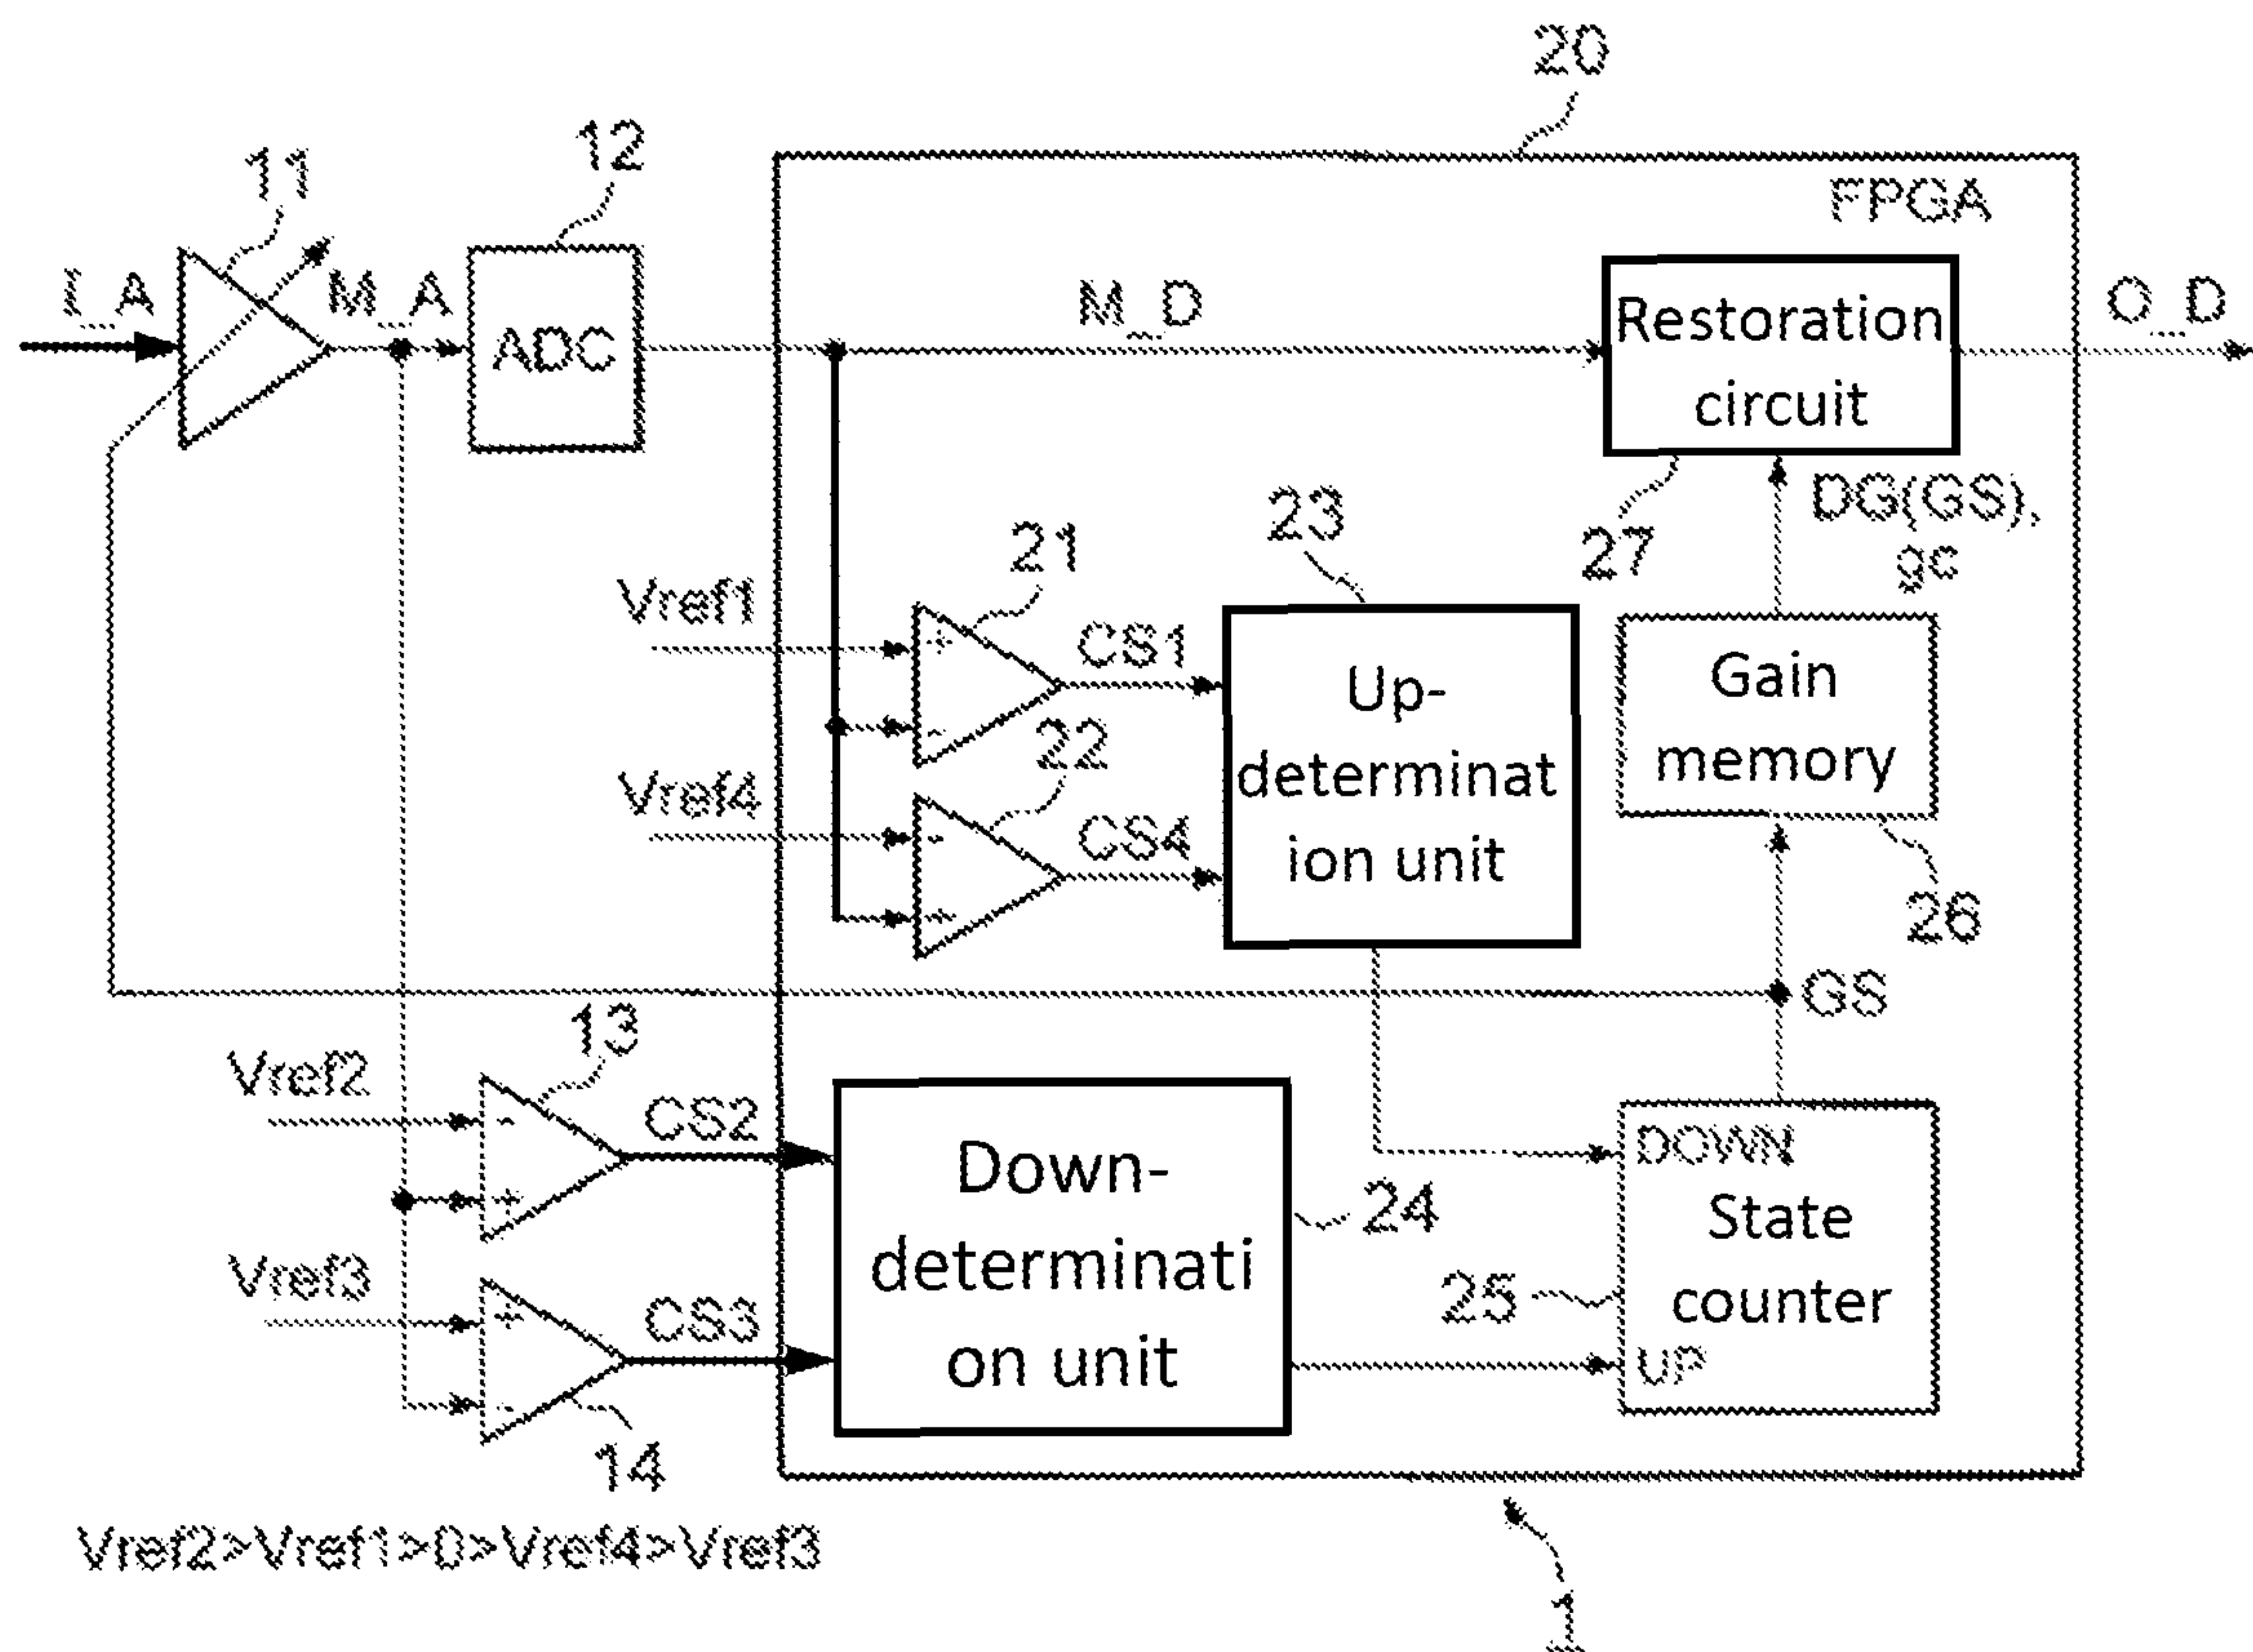 20
12
11
FPGA
I_A
M_A
ADC
M_D
Restoration
circuit
O_D
DG(GS),
gc
27
23
21
Vref1
CS1
Up-
determinat
ion unit
Gain
memory
22
Vref4
CS4
26
GS
13
Vref2
CS2
Down-
determinati
on unit
24
DOWN
State
counter
25
UP
Vref3
CS3
14
Vref2>Vref1>0>Vref4>Vref3
1
+
-
-
+
-
+
+
-